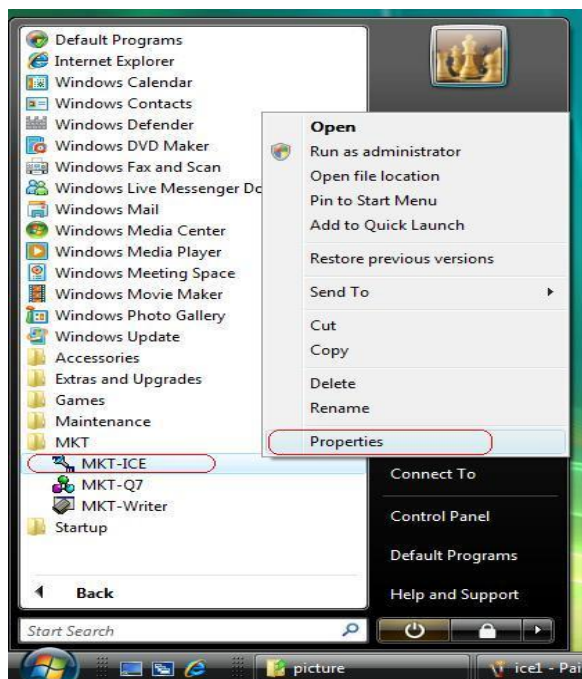 Default Programs
Internet Explorer
Windows Calendar
Windows Contacts
Windows Defender
Windows DVD Maker
Windows Fax and Scan
Windows Live Messenger Do
Windows Mail
Windows Media Center
Windows Media Player
Windows Meeting Space
Windows Movie Maker
Windows Photo Gallery
Windows Update
Accessories
Extras and Upgrades
Games
Maintenance
MKT
MKT-ICE
MKT-Q7
MKT-Writer
Startup
Back
Start Search
Open
Run as administrator
Open file location
Pin to Start Menu
Add to Quick Launch
Restore previous versions
Send To
Cut
Copy
Delete
Rename
Properties
Connect To
Control Panel
Default Programs
Help and Support
picture
ice1 - Pai